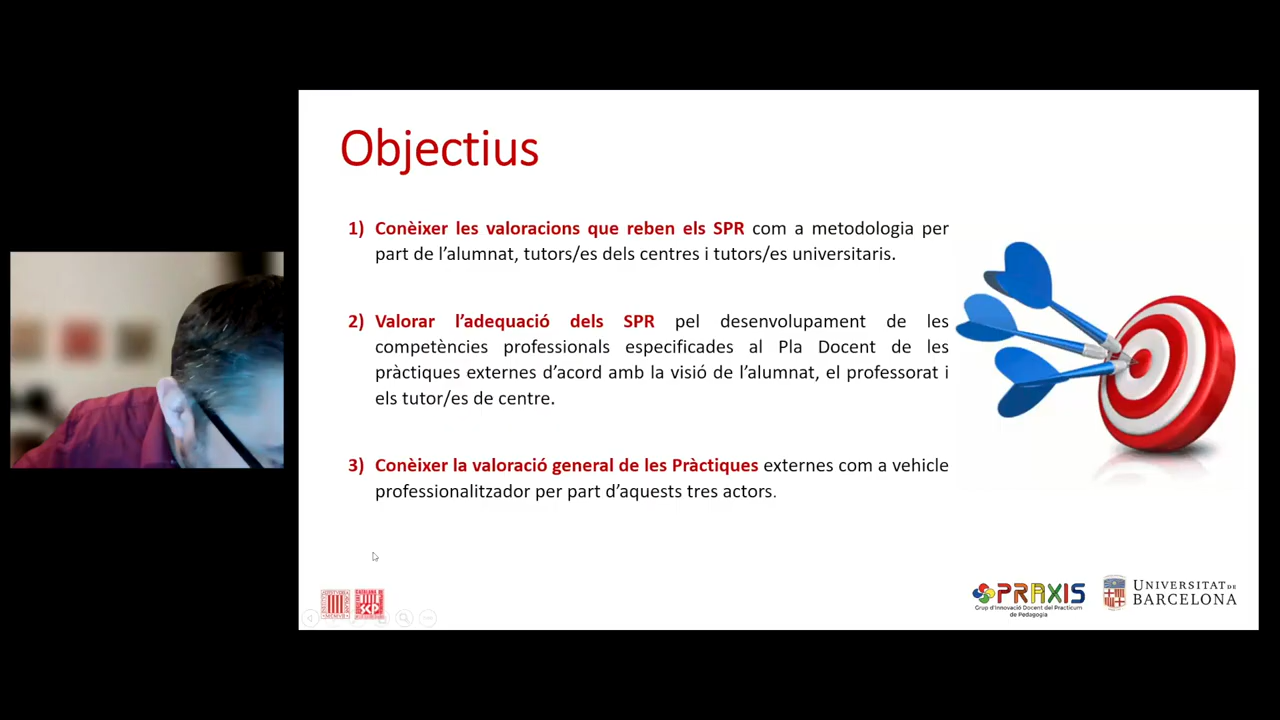 Objectius
1) Conèixer les valoracions que reben els SPR com a metodologia per
part de l’alumnat, tutors/es dels centres i tutors/es universitaris.
2) Valorar l’adequació dels SPR pel desenvolupament de les
competències professionals especificades al Pla Docent de les
pràctiques externes d’acord amb la visió de l’alumnat, el professorat i
els tutor/es de centre.
3) Conèixer la valoració general de les Pràctiques externes com a vehicle
professionalitzador per part d’aquests tres actors.
PRAXIS
Grup d’Innovació Docent del Practicum
de Pedagogia
UNIVERSITAT DE
BARCELONA